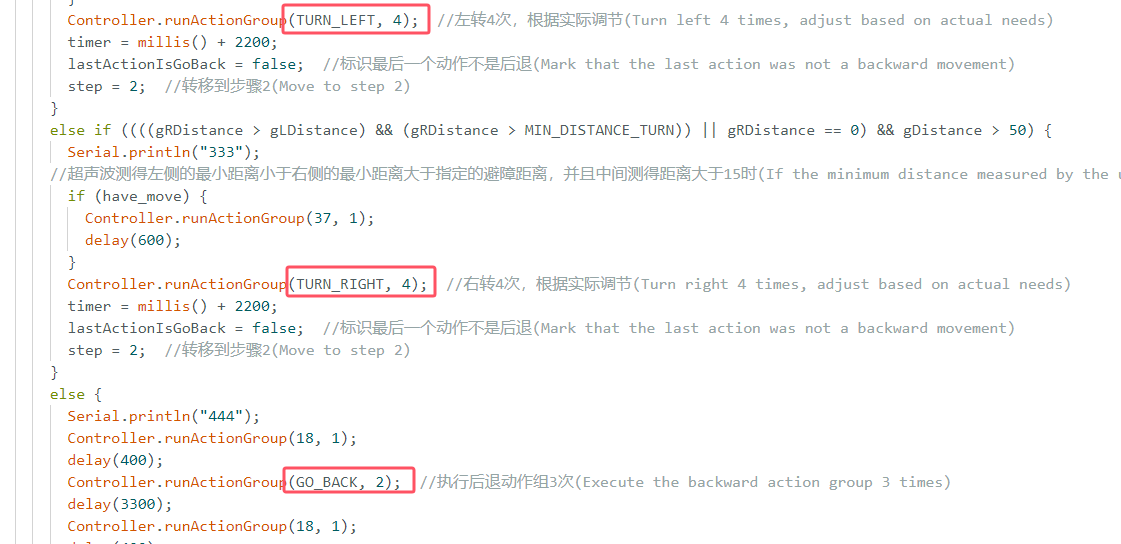 }
Controller.runActionGroup(TURN_LEFT, 4); //左转4次，根据实际调节(Turn left 4 times, adjust based on actual needs)
timer = millis() + 2200;
lastActionIsGoBack = false; //标识最后一个动作不是后退(Mark that the last action was not a backward movement)
step = 2; //转移到步骤2(Move to step 2)
}
else if ((((gRDistance > gLDistance) && (gRDistance > MIN_DISTANCE_TURN)) || gRDistance == 0) && gDistance > 50) {
Serial.println("333");
//超声波测得左侧的最小距离小于右侧的最小距离大于指定的避障距离，并且中间测得距离大于15时(If the minimum distance measured by the u
if (have_move) {
Controller.runActionGroup(37, 1);
delay(600);
}
Controller.runActionGroup(TURN_RIGHT, 4); //右转4次，根据实际调节(Turn right 4 times, adjust based on actual needs)
timer = millis() + 2200;
lastActionIsGoBack = false; //标识最后一个动作不是后退(Mark that the last action was not a backward movement)
step = 2; //转移到步骤2(Move to step 2)
}
else {
Serial.println("444");
Controller.runActionGroup(18, 1);
delay(400);
Controller.runActionGroup(GO_BACK, 2); //执行后退动作组3次(Execute the backward action group 3 times)
delay(3300);
Controller.runActionGroup(18, 1);